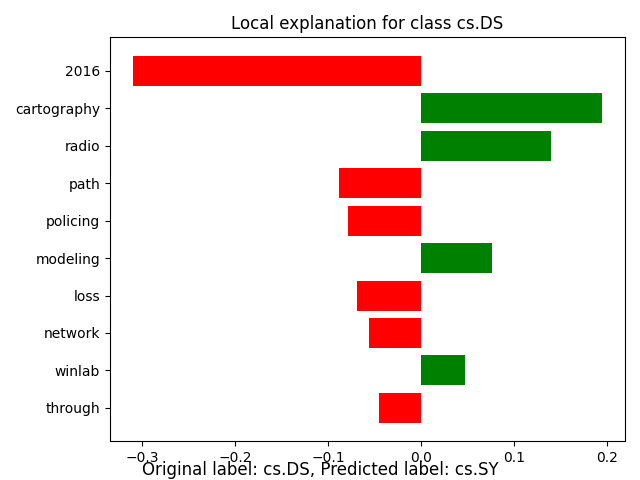 Local explanation for class cs.DS
2016
cartography
radio
path
policing
modeling
loss
network
winlab
through
−0.3 −0.2 −0.1 0.0 0.1 0.2
Original label: cs.DS, Predicted label: cs.SY